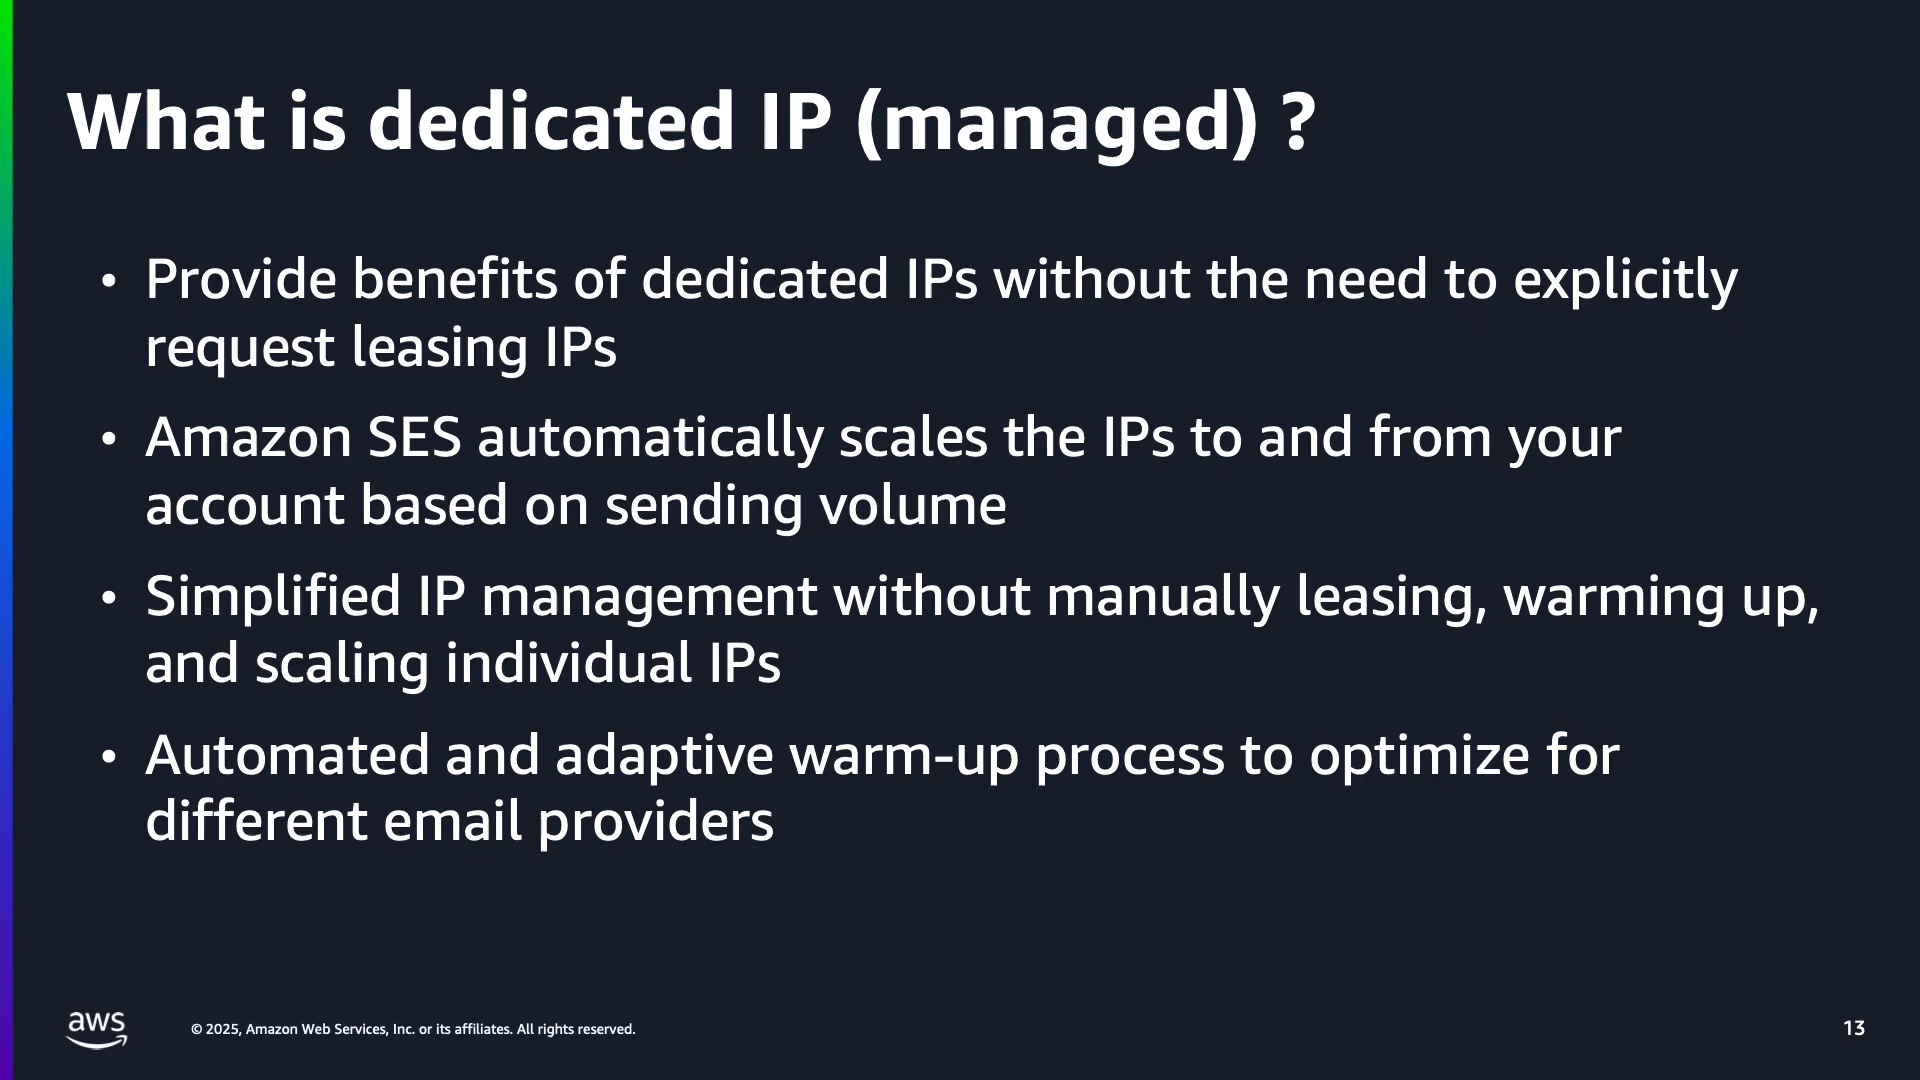 What is dedicated IP (managed) ?
• Provide benefits of dedicated IPs without the need to explicitly
request leasing IPs
• Amazon SES automatically scales the IPs to and from your
account based on sending volume
• Simplified IP management without manually leasing, warming up,
and scaling individual IPs
• Automated and adaptive warm-up process to optimize for
different email providers
aws
© 2025, Amazon Web Services, Inc. or its affiliates. All rights reserved.
13